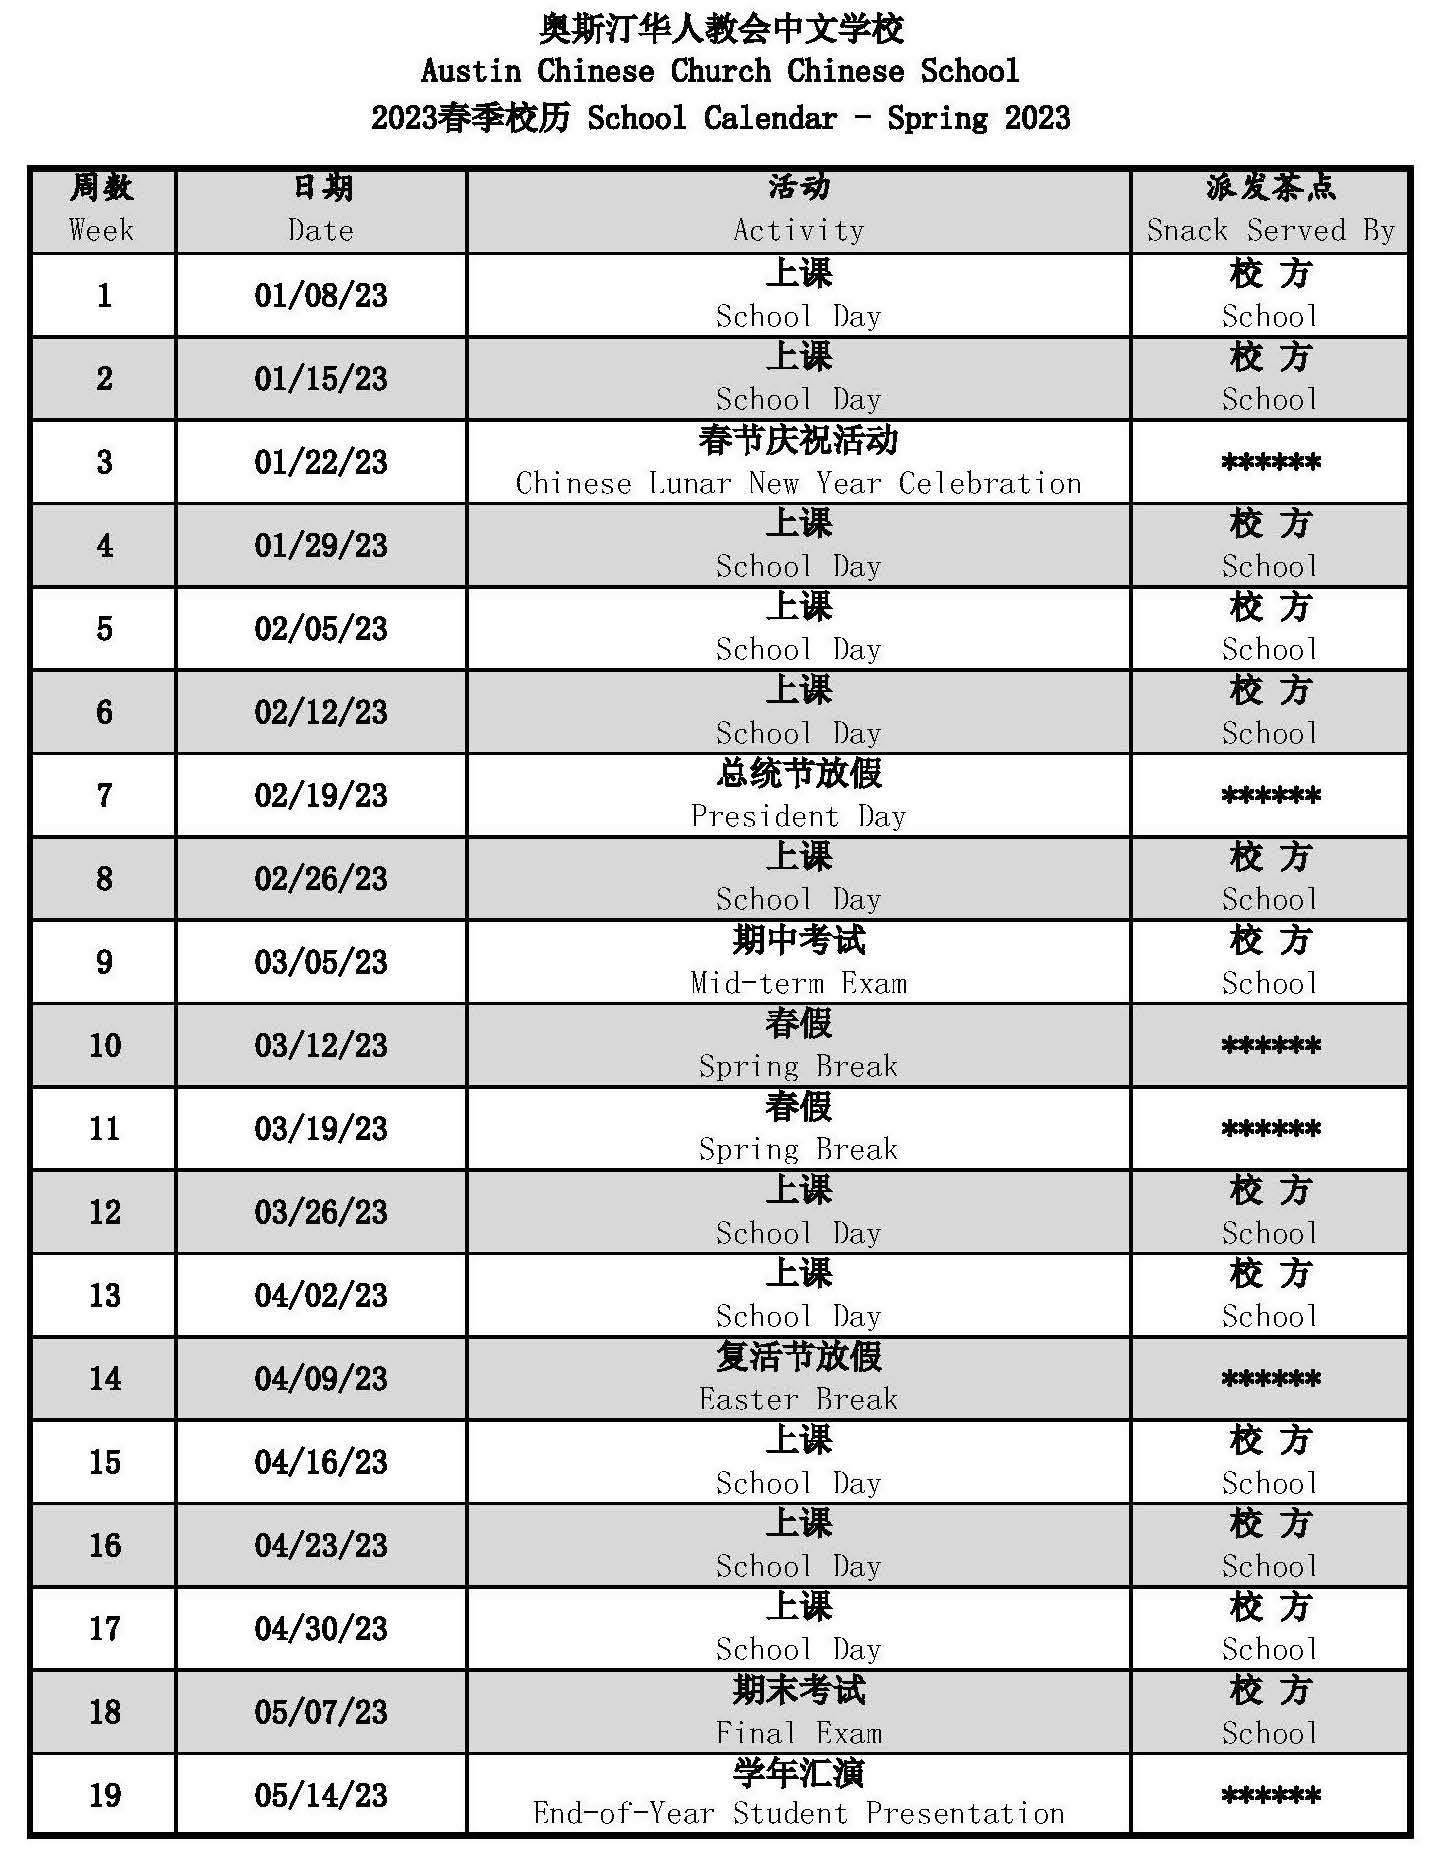 奥斯汀华人教会中文学校
Austin Chinese Church Chinese School
2023春季校历 School Calendar - Spring 2023
周数 日期 活动 派发茶点
Week Date Activity Snack Served By
上课 校 方
1 01/08/23
School Day School
上课 校 方
2 01/15/23
School Day School
春节庆祝活动
3 01/22/23 ******
Chinese Lunar New Year Celebration
上课 校 方
4 01/29/23
School Day School
上课 校 方
5 02/05/23
School Day School
上课 校 方
6 02/12/23
School Day School
总统节放假
7 02/19/23 ******
President Day
上课 校 方
8 02/26/23
School Day School
期中考试 校 方
9 03/05/23
Mid-term Exam School
春假
10 03/12/23 ******
Spring Break
春假
11 03/19/23 ******
Spring Break
上课 校 方
12 03/26/23
School Day School
上课 校 方
13 04/02/23
School Day School
复活节放假
14 04/09/23 ******
Easter Break
上课 校 方
15 04/16/23
School Day School
上课 校 方
16 04/23/23
School Day School
上课 校 方
17 04/30/23
School Day School
期末考试 校 方
18 05/07/23
Final Exam School
学年汇演
19 05/14/23 ******
End-of-Year Student Presentation